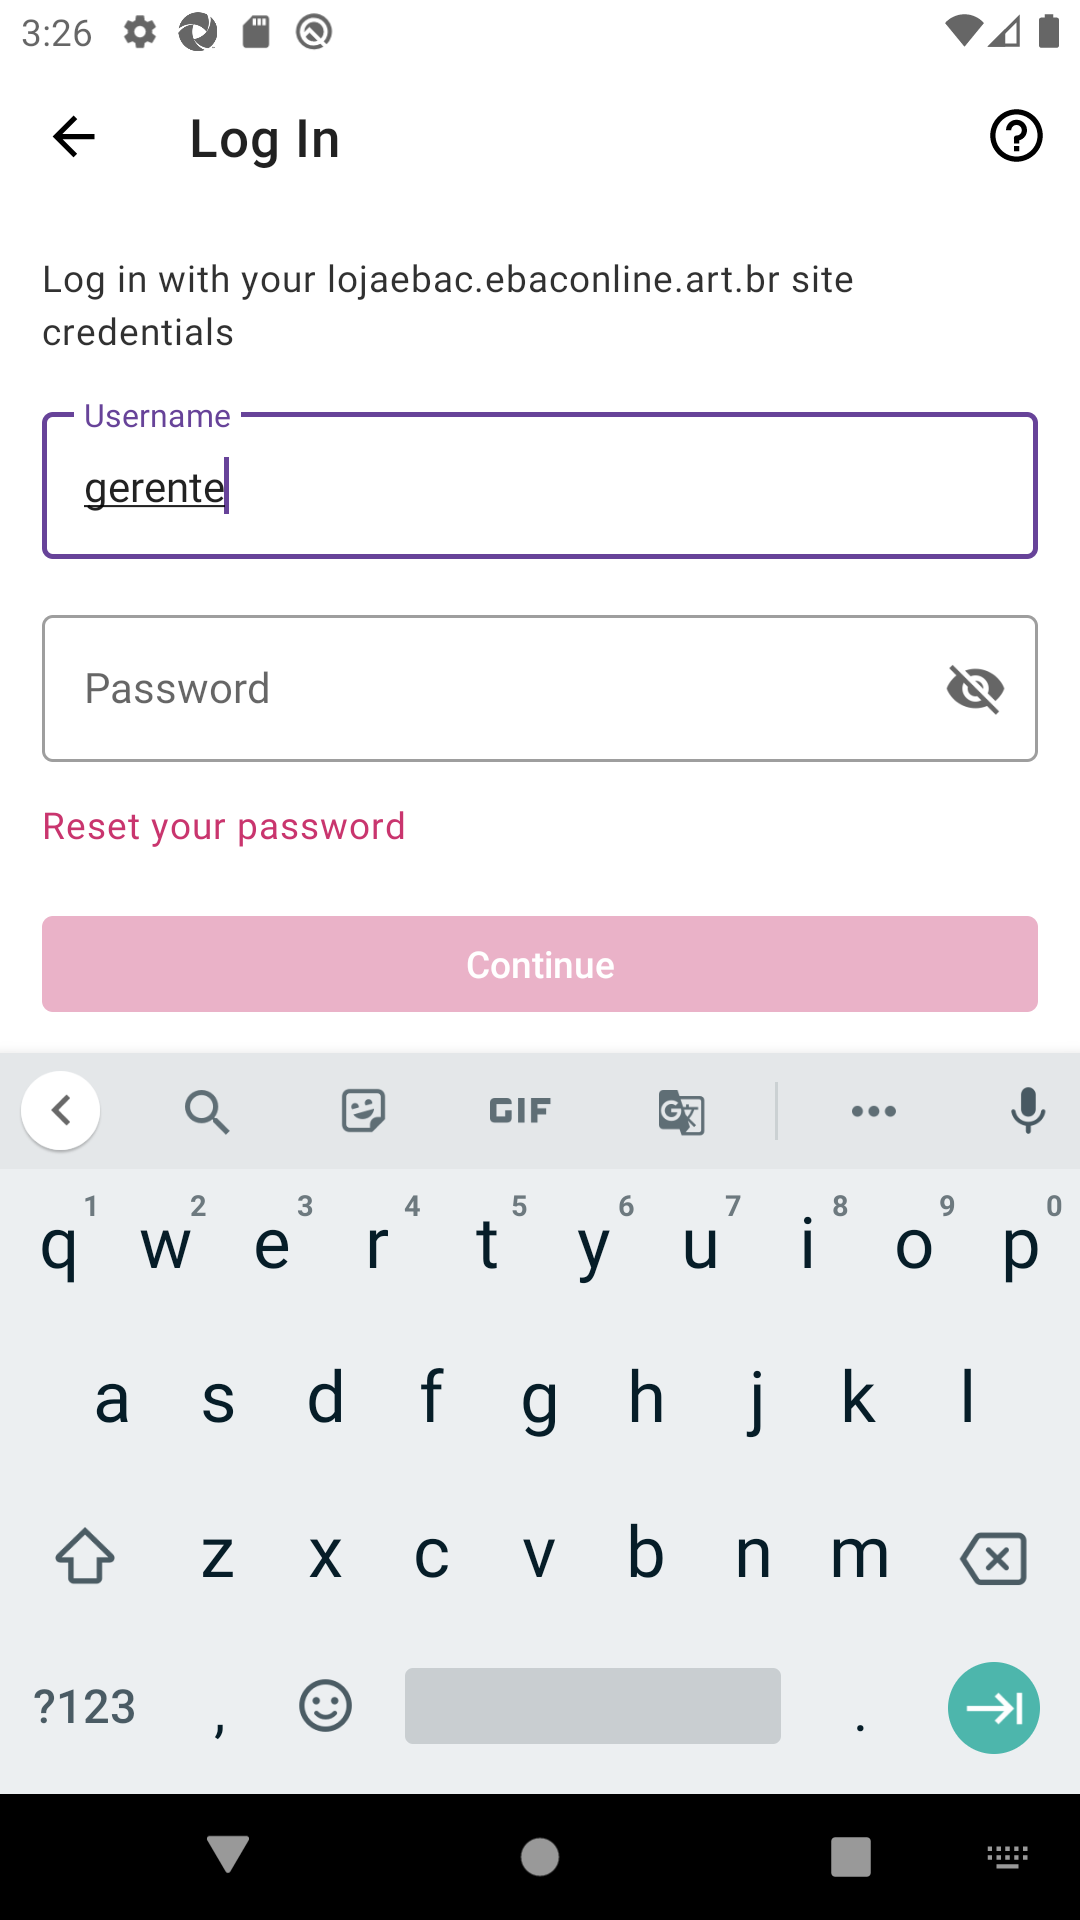 3:26
Log In
Log in with your lojaebac.ebaconline.art.br site
credentials
Username
gerente
Password
Reset your password
Continue
GIF
1 2 3 4 5 6 7 8 9 0
q w e r t y u i o p
a s d f g h j k l
z x c v b n m
?123 , .